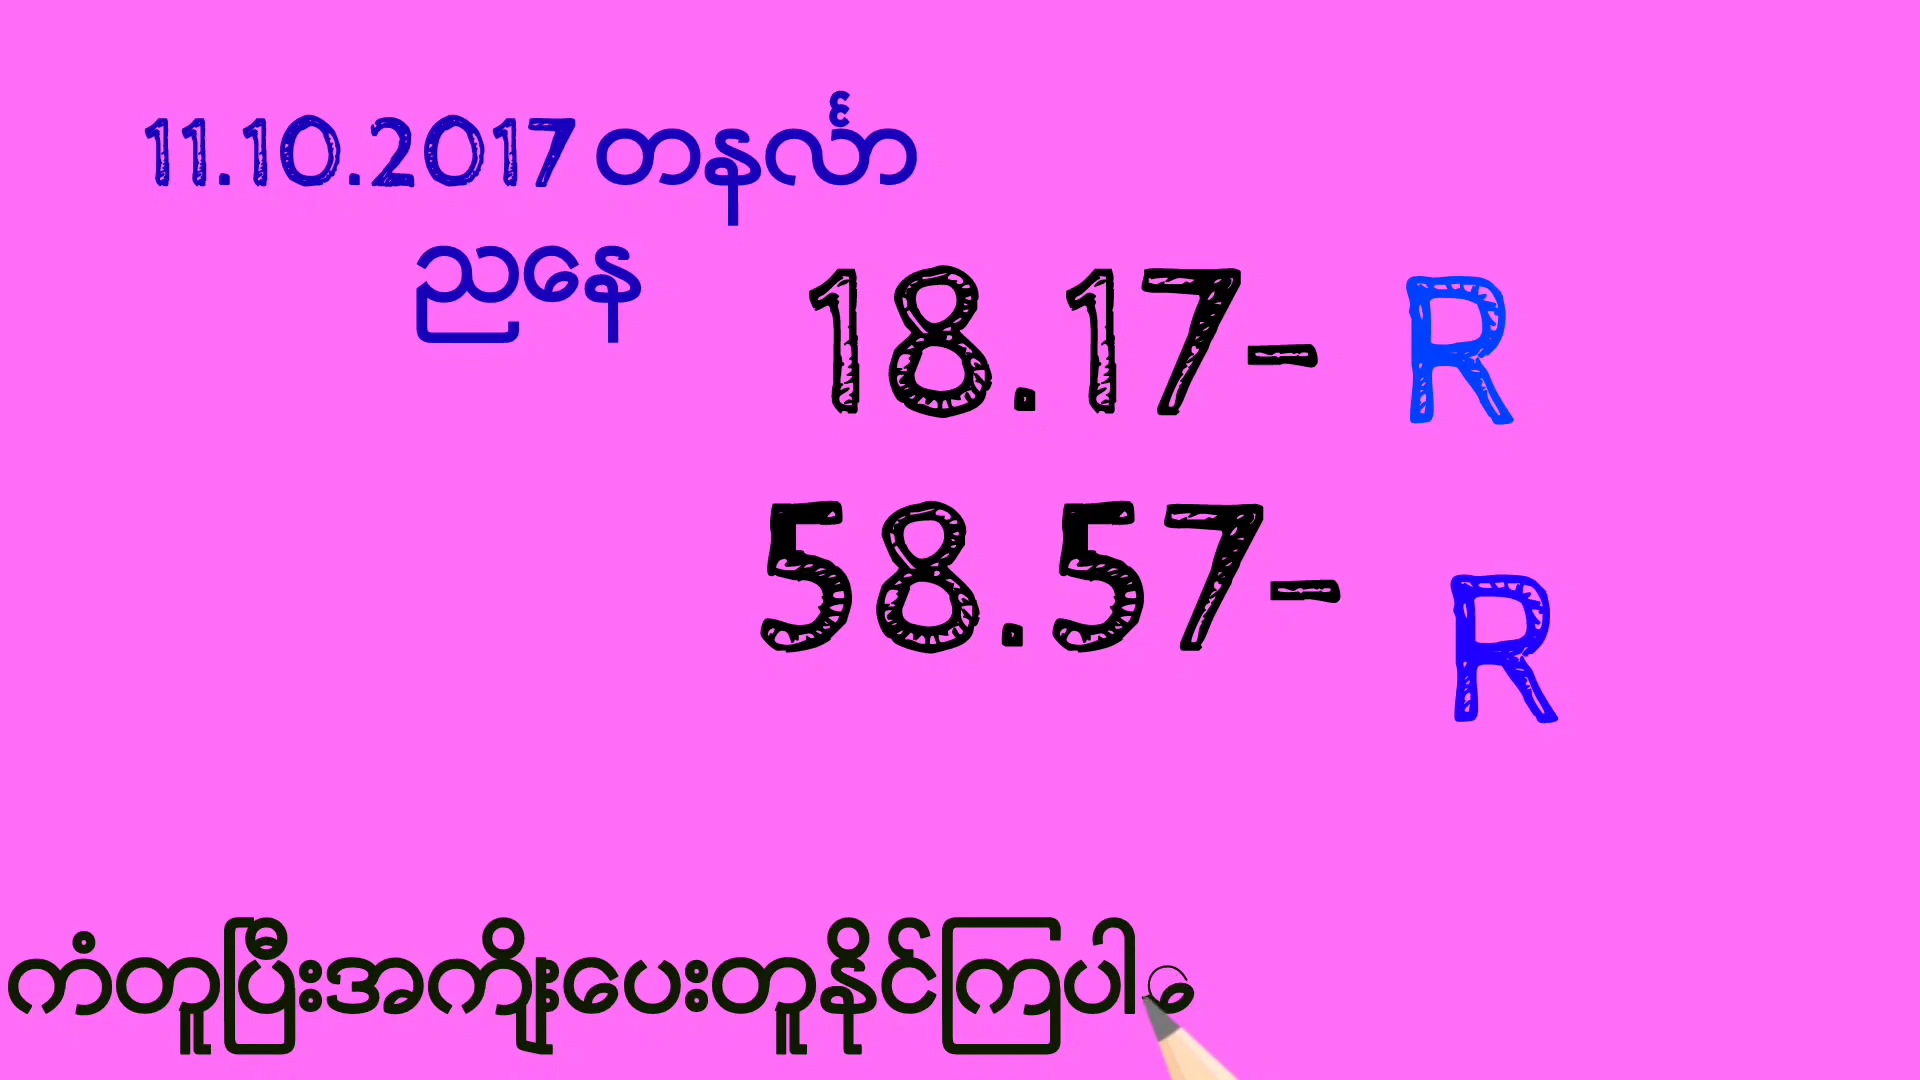 11.10.2017 တနင်္လာ
ညနေ
18.17- R
58.57- R
ကံတူပြီးအကျိုးပေးတူနိုင်ကြပါ